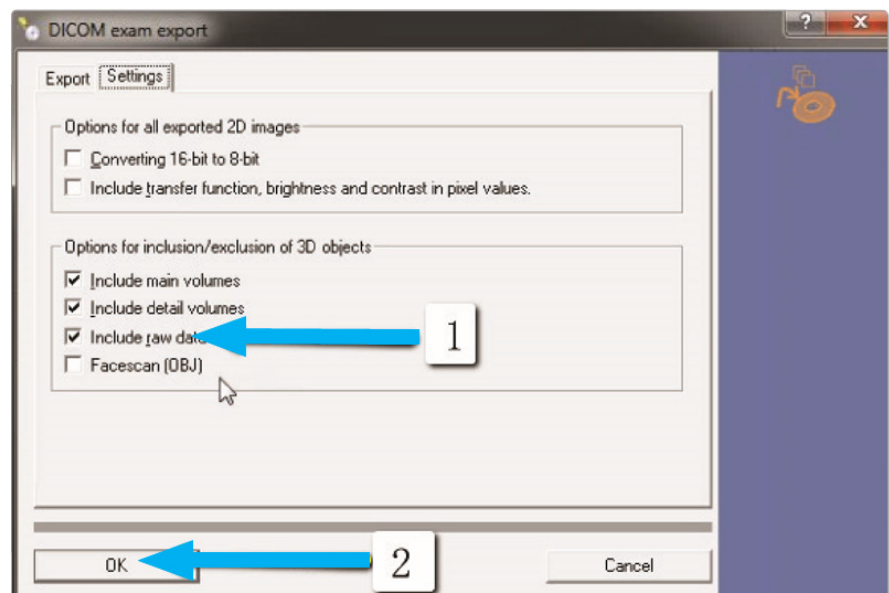 DICOM exam export
? X
Export Settings
Options for all exported 2D images
Converting 16-bit to 8-bit
Include transfer function, brightness and contrast in pixel values.
Options for inclusion/exclusion of 3D objects
Include main volumes
Include detail volumes
Include raw data
1
Facescan (OBJ)
OK
2
Cancel